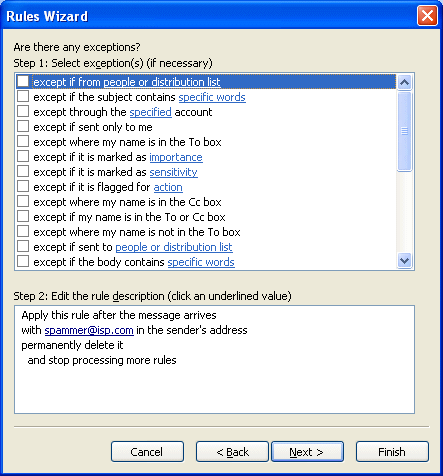 Rules Wizard
Are there any exceptions?
Step 1: Select exception(s) (if necessary)
except if from people or distribution list
except if the subject contains specific words
except through the specified account
except if sent only to me
except where my name is in the To box
except if it is marked as importance
except if it is marked as sensitivity
except if it is flagged for action
except where my name is in the Cc box
except if my name is in the To or Cc box
except where my name is not in the To box
except if sent to people or distribution list
except if the body contains specific words
Step 2: Edit the rule description (click an underlined value)
Apply this rule after the message arrives
with spammer@isp.com in the sender's address
permanently delete it
and stop processing more rules
Cancel < Back Next > Finish